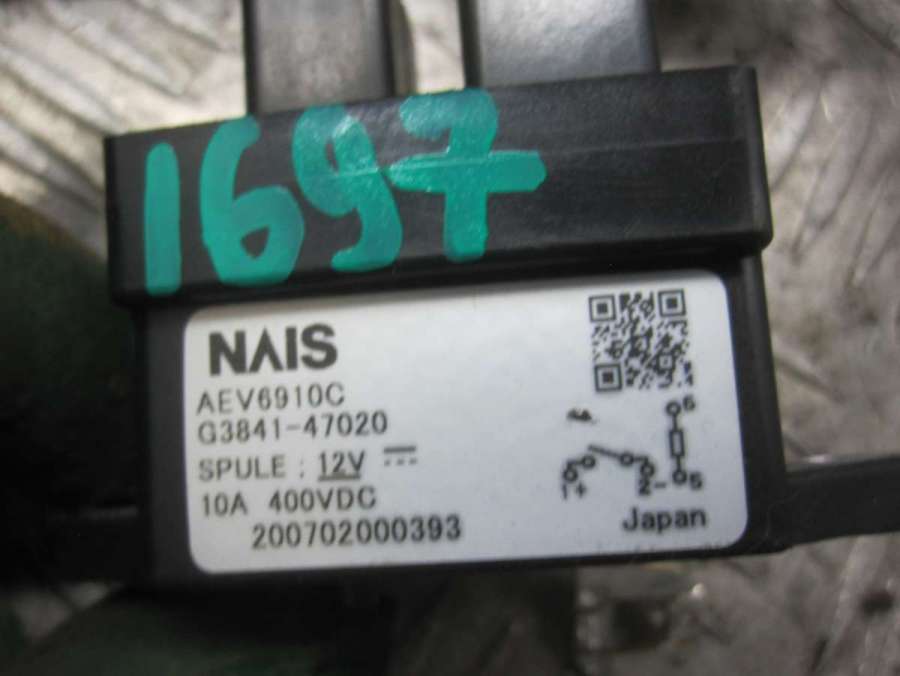 1697
NAIS
AEV6910C
G3841-47020
SPULE : 12V ⎓
10A 400VDC
200702000393
6
1+ 2- 5
Japan